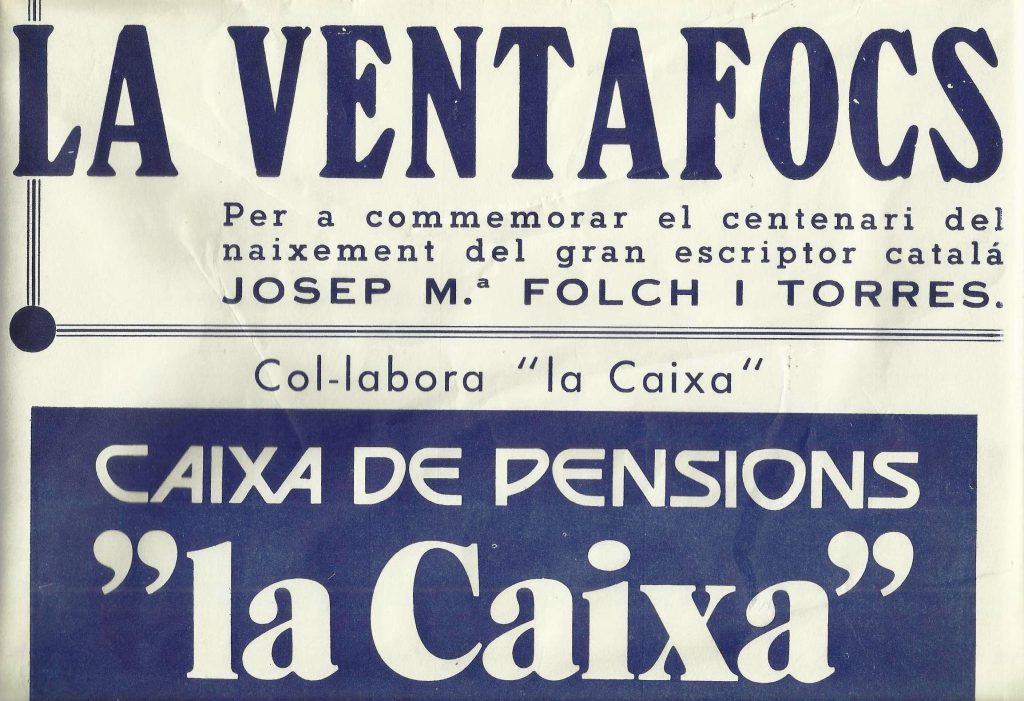 LA VENTAFOCS
Per a commemorar el centenari del
naixement del gran escriptor catalá
JOSEP M.ª FOLCH I TORRES.
Col-labora "la Caixa"
CAIXA DE PENSIONS
"la Caixa"